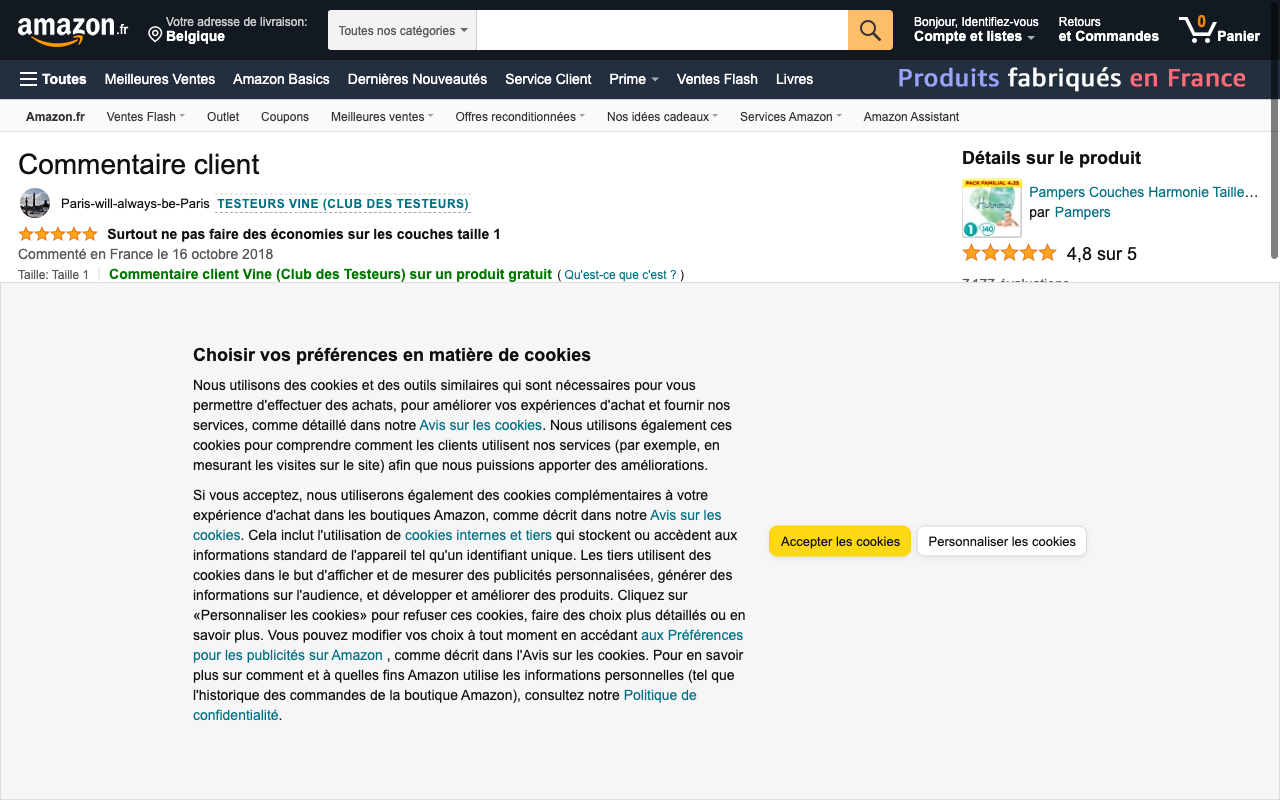 amazon.fr
Votre adresse de livraison:
Belgique
Toutes nos catégories
Bonjour, Identifiez-vous
Compte et listes
Retours
et Commandes
0
Panier
Toutes
Meilleures Ventes
Amazon Basics
Dernières Nouveautés
Service Client
Prime
Ventes Flash
Livres
Produits fabriqués en France
Amazon.fr
Ventes Flash
Outlet
Coupons
Meilleures ventes
Offres reconditionnées
Nos idées cadeaux
Services Amazon
Amazon Assistant
Commentaire client
Paris-will-always-be-Paris TESTEURS VINE (CLUB DES TESTEURS)
Surtout ne pas faire des économies sur les couches taille 1
Commenté en France le 16 octobre 2018
Taille: Taille 1 Commentaire client Vine (Club des Testeurs) sur un produit gratuit ( Qu'est-ce que c'est ? )
Détails sur le produit
PACK FAMILIAL
Harmonie
1
140
Pampers Couches Harmonie Taille…
par Pampers
4,8 sur 5
Choisir vos préférences en matière de cookies
Nous utilisons des cookies et des outils similaires qui sont nécessaires pour vous
permettre d'effectuer des achats, pour améliorer vos expériences d'achat et fournir nos
services, comme détaillé dans notre Avis sur les cookies. Nous utilisons également ces
cookies pour comprendre comment les clients utilisent nos services (par exemple, en
mesurant les visites sur le site) afin que nous puissions apporter des améliorations.
Si vous acceptez, nous utiliserons également des cookies complémentaires à votre
expérience d'achat dans les boutiques Amazon, comme décrit dans notre Avis sur les
cookies. Cela inclut l'utilisation de cookies internes et tiers qui stockent ou accèdent aux
informations standard de l'appareil tel qu'un identifiant unique. Les tiers utilisent des
cookies dans le but d'afficher et de mesurer des publicités personnalisées, générer des
informations sur l'audience, et développer et améliorer des produits. Cliquez sur
«Personnaliser les cookies» pour refuser ces cookies, faire des choix plus détaillés ou en
savoir plus. Vous pouvez modifier vos choix à tout moment en accédant aux Préférences
pour les publicités sur Amazon , comme décrit dans l'Avis sur les cookies. Pour en savoir
plus sur comment et à quelles fins Amazon utilise les informations personnelles (tel que
l'historique des commandes de la boutique Amazon), consultez notre Politique de
confidentialité.
Accepter les cookies
Personnaliser les cookies